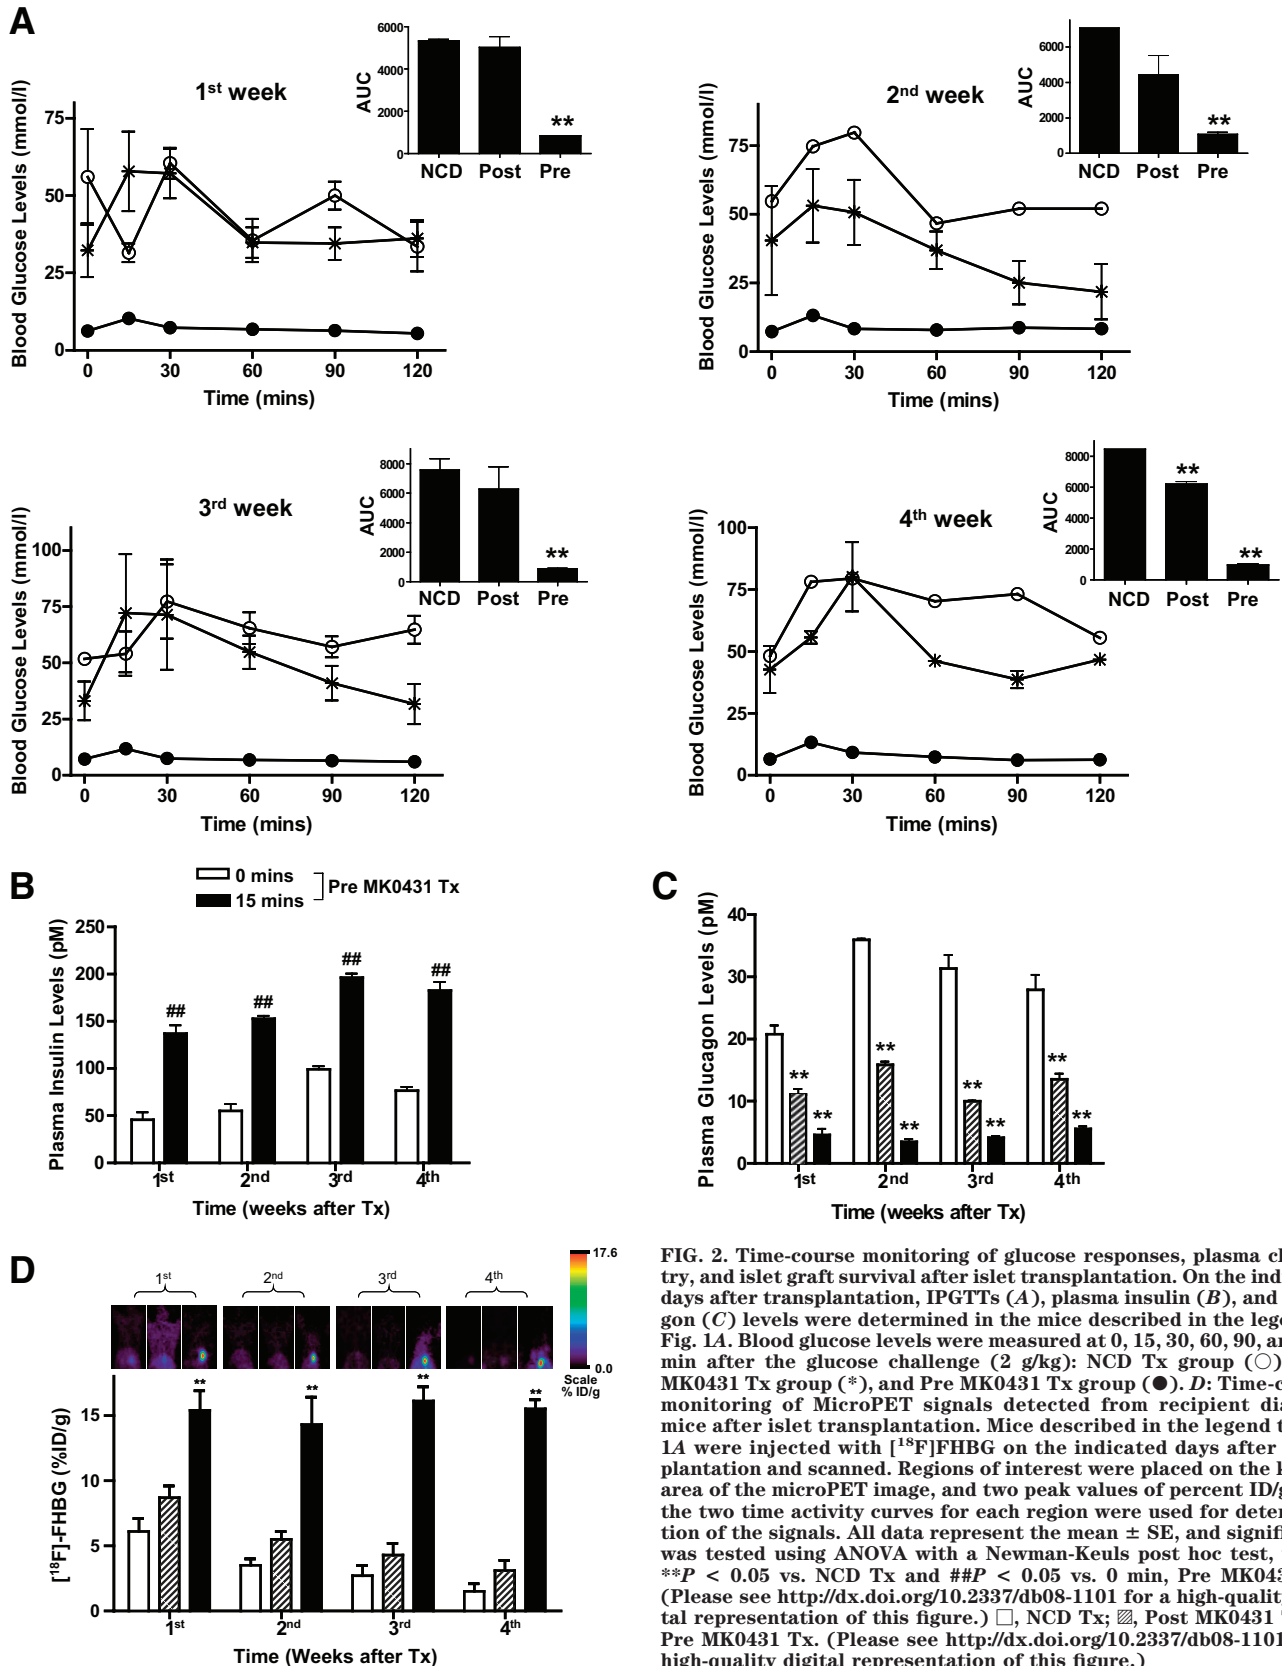 A
1st week
Blood Glucose Levels (mmol/l)
75
50
25
0
0 30 60 90 120
Time (mins)
AUC
6000
4000
2000
0
NCD Post Pre
**
2nd week
Blood Glucose Levels (mmol/l)
75
50
25
0
0 30 60 90 120
Time (mins)
AUC
6000
4000
2000
0
NCD Post Pre
**
3rd week
Blood Glucose Levels (mmol/l)
100
75
50
25
0
0 30 60 90 120
Time (mins)
AUC
8000
6000
4000
2000
0
NCD Post Pre
**
4th week
Blood Glucose Levels (mmol/l)
100
75
50
25
0
0 30 60 90 120
Time (mins)
AUC
8000
6000
4000
2000
0
NCD Post Pre
**
**
B
0 mins
15 mins
Pre MK0431 Tx
Plasma Insulin Levels (pM)
250
200
150
100
50
0
## ## ## ##
1st 2nd 3rd 4th
Time (weeks after Tx)
C
Plasma Glucagon Levels (pM)
40
30
20
10
0
** ** ** **
** ** ** **
1st 2nd 3rd 4th
Time (weeks after Tx)
D
1st 2nd 3rd 4th
17.6
0.0
Scale
% ID/g
[18F]-FHBG (%ID/g)
15
10
5
0
** ** ** **
1st 2nd 3rd 4th
Time (Weeks after Tx)
FIG. 2. Time-course monitoring of glucose responses, plasma
try, and islet graft survival after islet transplantation. On the
days after transplantation, IPGTTs (A), plasma insulin (B), and
gon (C) levels were determined in the mice described in the
Fig. 1A. Blood glucose levels were measured at 0, 15, 30, 60, 90,
min after the glucose challenge (2 g/kg): NCD Tx group (○)
MK0431 Tx group (*), and Pre MK0431 Tx group (●). D:
monitoring of MicroPET signals detected from recipient
mice after islet transplantation. Mice described in the legend
1A were injected with [18F]FHBG on the indicated days after
plantation and scanned. Regions of interest were placed on the
area of the microPET image, and two peak values of percent ID/g
the two time activity curves for each region were used for
tion of the signals. All data represent the mean ± SE, and
was tested using ANOVA with a Newman-Keuls post hoc test,
**P < 0.05 vs. NCD Tx and ##P < 0.05 vs. 0 min, Pre
(Please see http://dx.doi.org/10.2337/db08-1101 for a high-quality
tal representation of this figure.) □, NCD Tx; ▨, Post MK0431
Pre MK0431 Tx. (Please see http://dx.doi.org/10.2337/db08-1101
high-quality digital representation of this figure.)